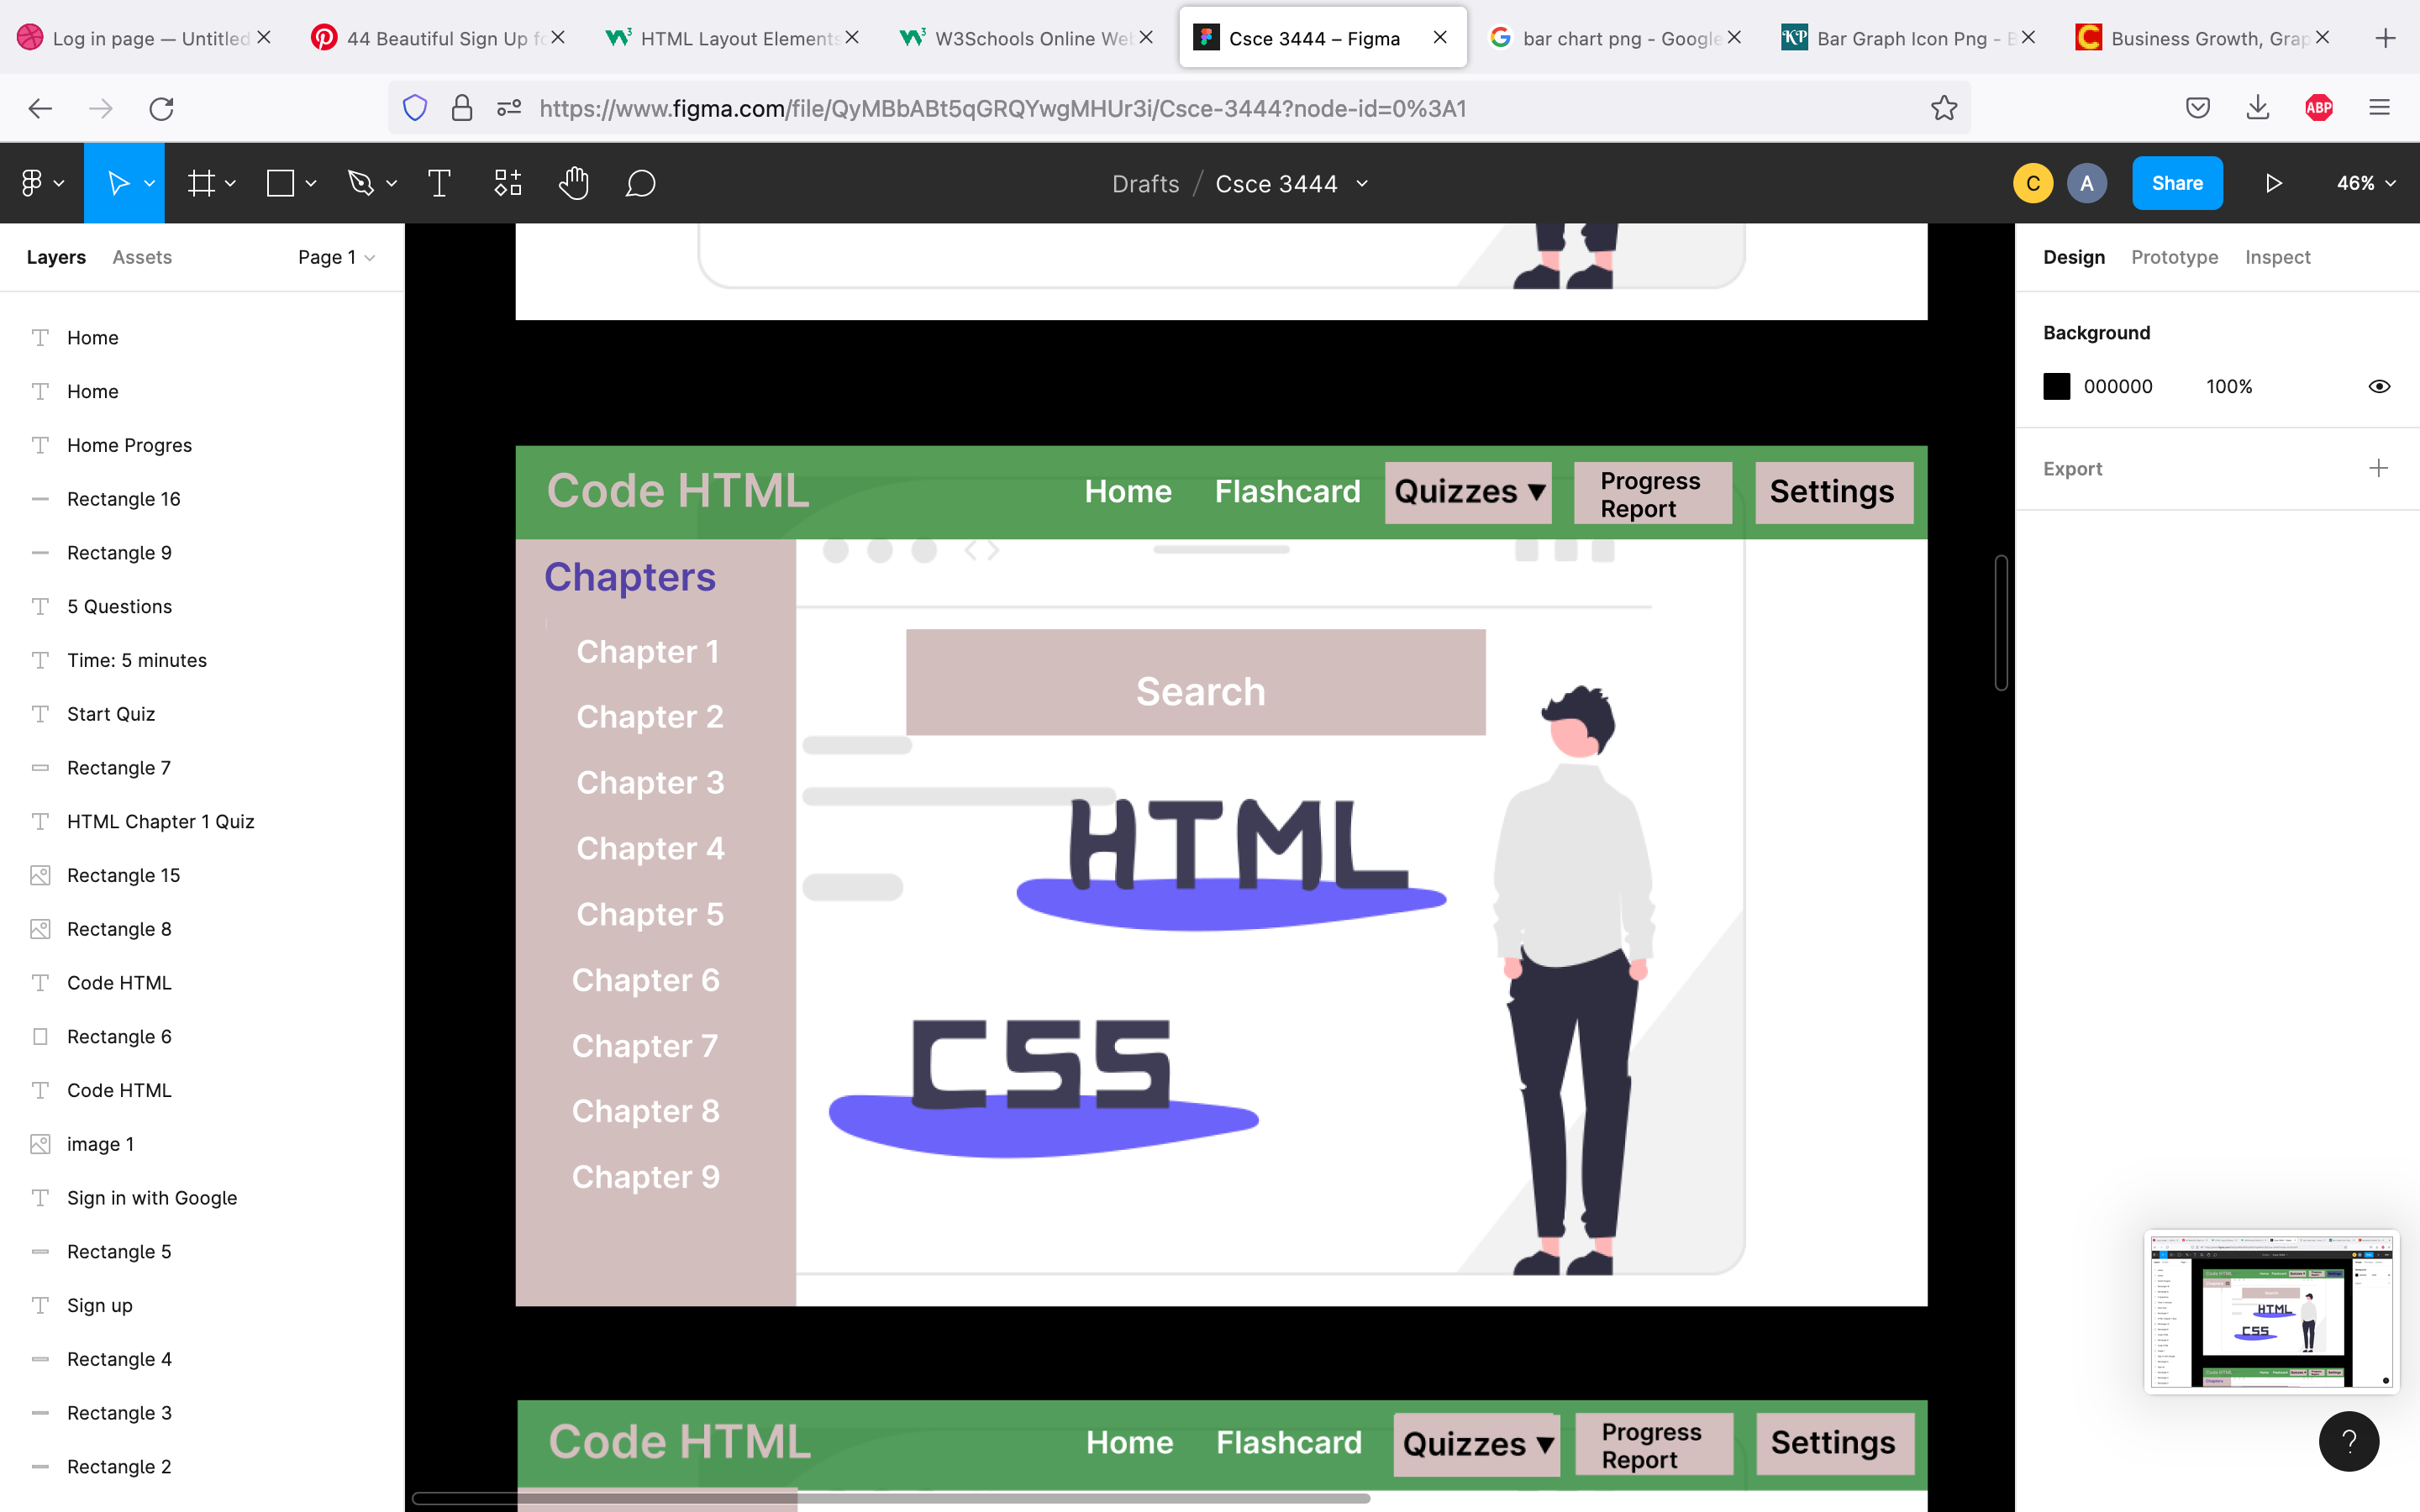 Log in page — Untitled
44 Beautiful Sign Up fo
HTML Layout Elements
W3Schools Online Web
Csce 3444 – Figma
bar chart png - Google
Bar Graph Icon Png - B
Business Growth, Grap
https://www.figma.com/file/QyMBbABt5qGRQYwgMHUr3i/Csce-3444?node-id=0%3A1
ABP
Drafts / Csce 3444
C
A
Share
46%
Layers
Assets
Page 1
Home
Home
Home Progres
Rectangle 16
Rectangle 9
5 Questions
Time: 5 minutes
Start Quiz
Rectangle 7
HTML Chapter 1 Quiz
Rectangle 15
Rectangle 8
Code HTML
Rectangle 6
Code HTML
image 1
Sign in with Google
Rectangle 5
Sign up
Rectangle 4
Rectangle 3
Rectangle 2
Code HTML
Home
Flashcard
Quizzes ▼
Progress
Report
Settings
Chapters
Chapter 1
Chapter 2
Chapter 3
Chapter 4
Chapter 5
Chapter 6
Chapter 7
Chapter 8
Chapter 9
Search
HTML
CSS
Code HTML
Home
Flashcard
Quizzes ▼
Progress
Report
Settings
Design
Prototype
Inspect
Background
000000
100%
Export
Search
HTML
CSS
?